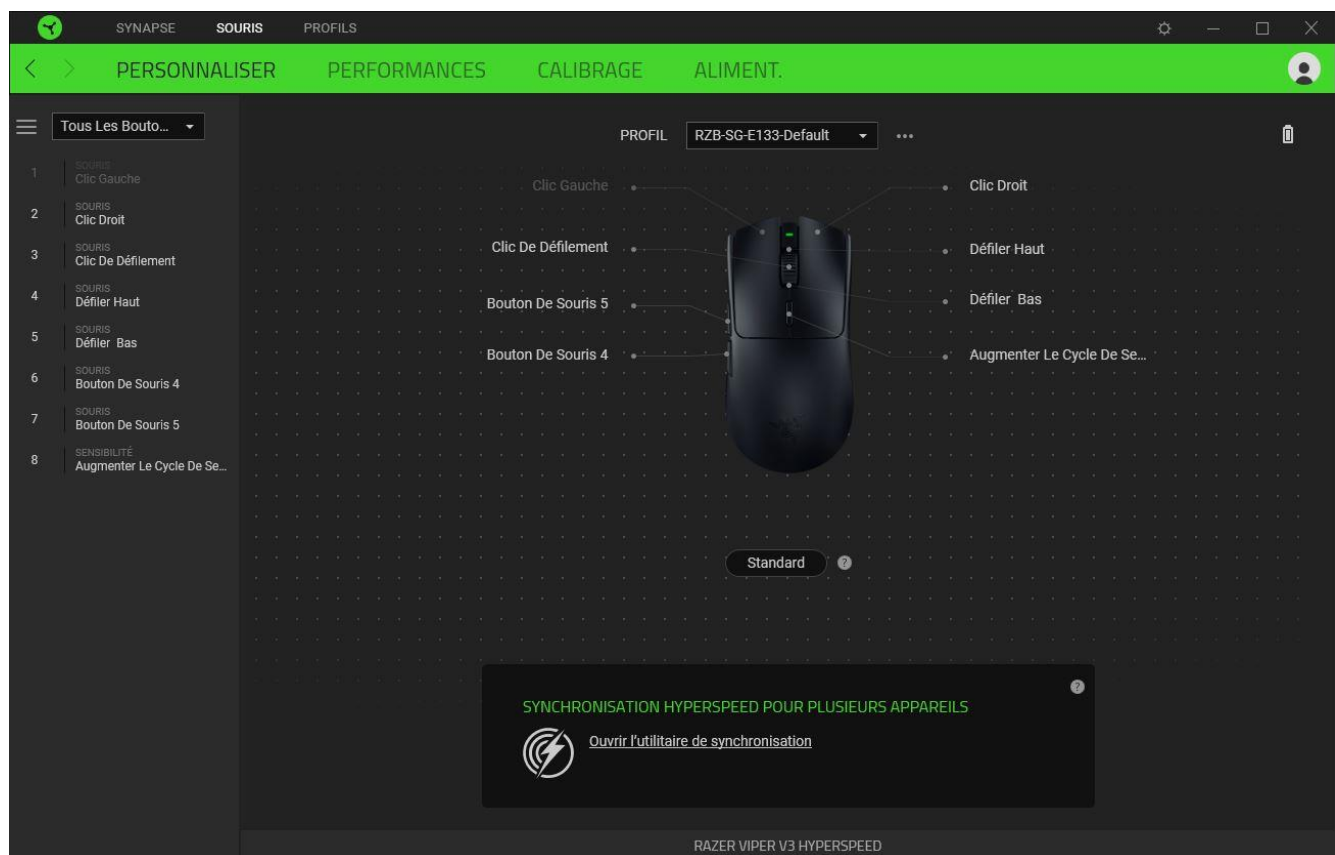 SYNAPSE SOURIS PROFILS
PERSONNALISER PERFORMANCES CALIBRAGE ALIMENT.
Tous Les Bouto...
PROFIL RZB-SG-E133-Default
1 SOURIS
Clic Gauche
2 SOURIS
Clic Droit
3 SOURIS
Clic De Défilement
4 SOURIS
Défiler Haut
5 SOURIS
Défiler Bas
6 SOURIS
Bouton De Souris 4
7 SOURIS
Bouton De Souris 5
8 SENSIBILITÉ
Augmenter Le Cycle De Se...
Clic Gauche
Clic Droit
Clic De Défilement
Défiler Haut
Bouton De Souris 5
Défiler Bas
Bouton De Souris 4
Augmenter Le Cycle De Se...
Standard ?
?
SYNCHRONISATION HYPERSPEED POUR PLUSIEURS APPAREILS
Ouvrir l'utilitaire de synchronisation
RAZER VIPER V3 HYPERSPEED